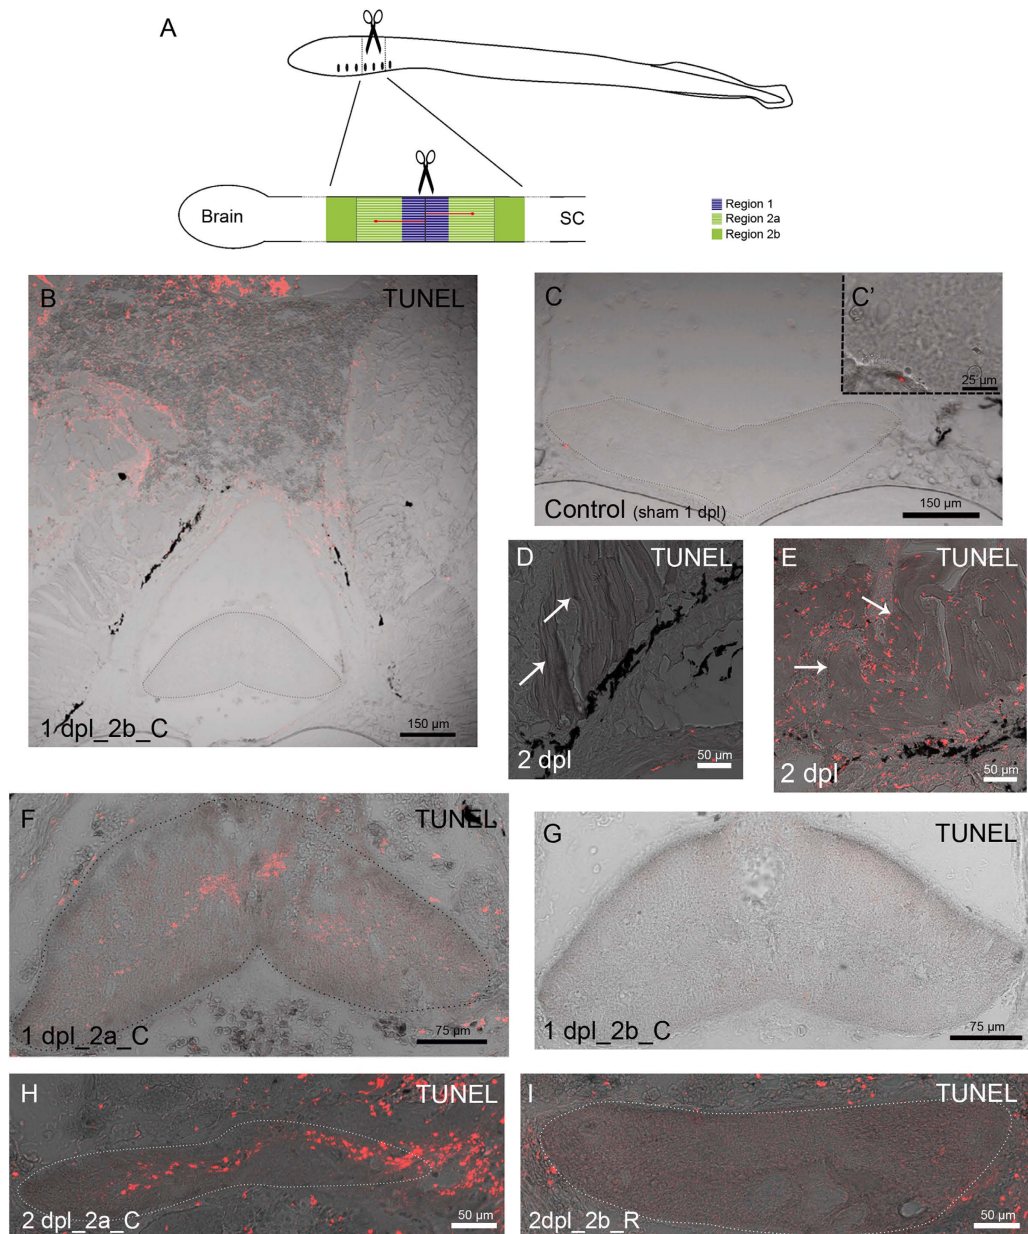 A
Brain
SC
Region 1
Region 2a
Region 2b
B
TUNEL
1 dpl_2b_C
150 µm
C
C'
25 µm
Control (sham 1 dpl)
150 µm
D
TUNEL
2 dpl
50 µm
E
TUNEL
2 dpl
50 µm
F
TUNEL
1 dpl_2a_C
75 µm
G
TUNEL
1 dpl_2b_C
75 µm
H
TUNEL
2 dpl_2a_C
50 µm
I
TUNEL
2dpl_2b_R
50 µm